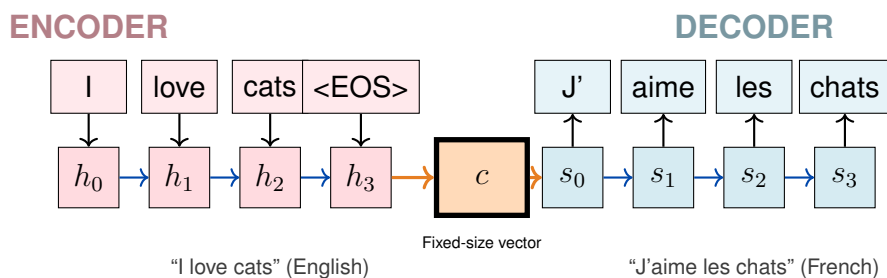 ENCODER DECODER
I love cats <EOS> J' aime les chats
h₀ h₁ h₂ h₃ c s₀ s₁ s₂ s₃
Fixed-size vector
“I love cats” (English) “J'aime les chats” (French)